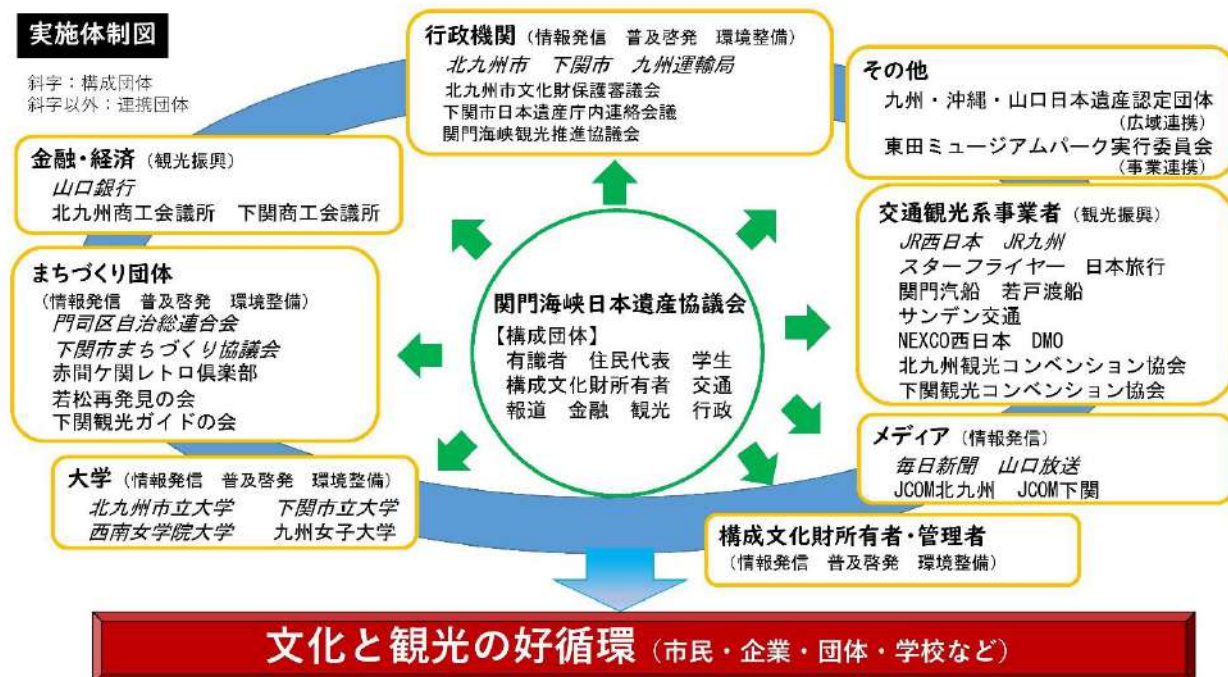 実施体制図
斜字：構成団体
斜字以外：連携団体
行政機関（情報発信　普及啓発　環境整備）
北九州市　下関市　九州運輸局
北九州市文化財保護審議会
下関市日本遺産庁内連絡会議
関門海峡観光推進協議会
その他
九州・沖縄・山口日本遺産認定団体
（広域連携）
東田ミュージアムパーク実行委員会
（事業連携）
金融・経済（観光振興）
山口銀行
北九州商工会議所　下関商工会議所
交通観光系事業者（観光振興）
JR西日本　JR九州
スターフライヤー　日本旅行
関門汽船　若戸渡船
サンデン交通
NEXCO西日本　DMO
北九州観光コンベンション協会
下関観光コンベンション協会
まちづくり団体
（情報発信　普及啓発　環境整備）
門司区自治総連合会
下関市まちづくり協議会
赤間ケ関レトロ倶楽部
若松再発見の会
下関観光ガイドの会
関門海峡日本遺産協議会
【構成団体】
有識者　住民代表　学生
構成文化財所有者　交通
報道　金融　観光　行政
メディア（情報発信）
毎日新聞　山口放送
JCOM北九州　JCOM下関
大学（情報発信　普及啓発　環境整備）
北九州市立大学　下関市立大学
西南女学院大学　九州女子大学
構成文化財所有者・管理者
（情報発信　普及啓発　環境整備）
文化と観光の好循環（市民・企業・団体・学校など）